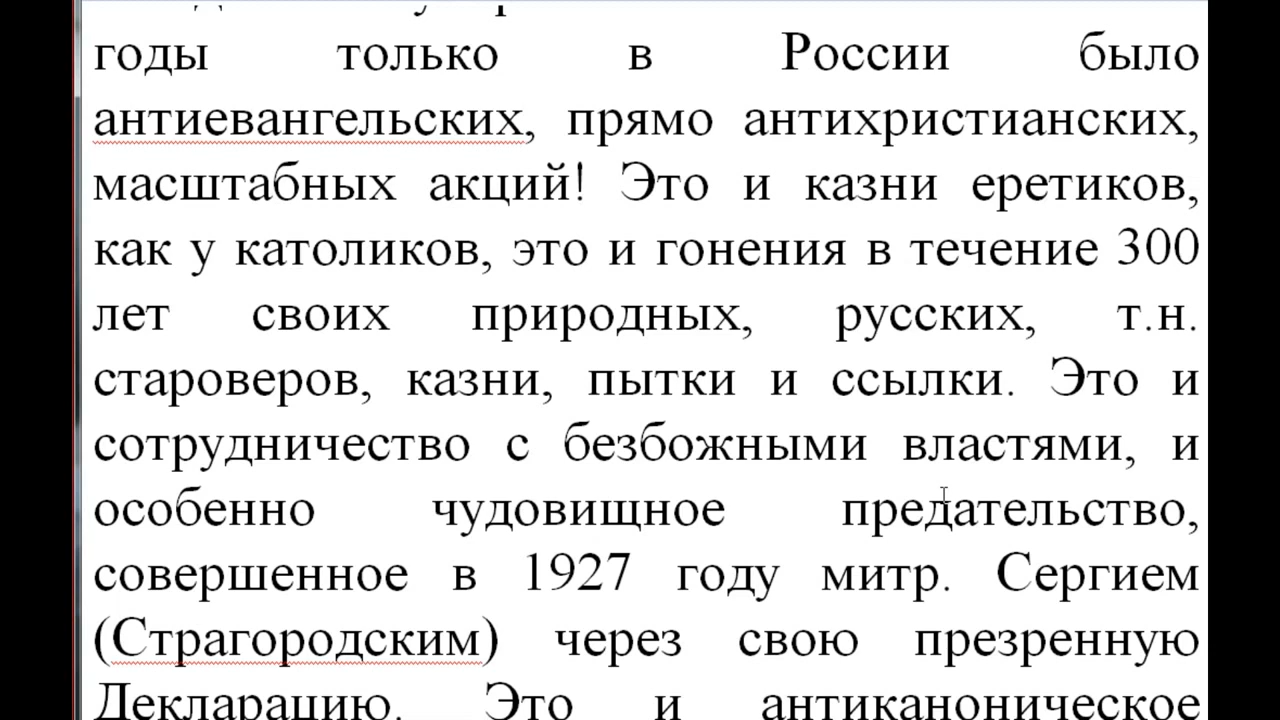 годы только в России было
антиевангельских, прямо антихристианских,
масштабных акций! Это и казни еретиков,
как у католиков, это и гонения в течение 300
лет своих природных, русских, т.н.
староверов, казни, пытки и ссылки. Это и
сотрудничество с безбожными властями, и
особенно чудовищное предательство,
совершенное в 1927 году митр. Сергием
(Страгородским) через свою презренную
Декларацию. Это и антиканоническое